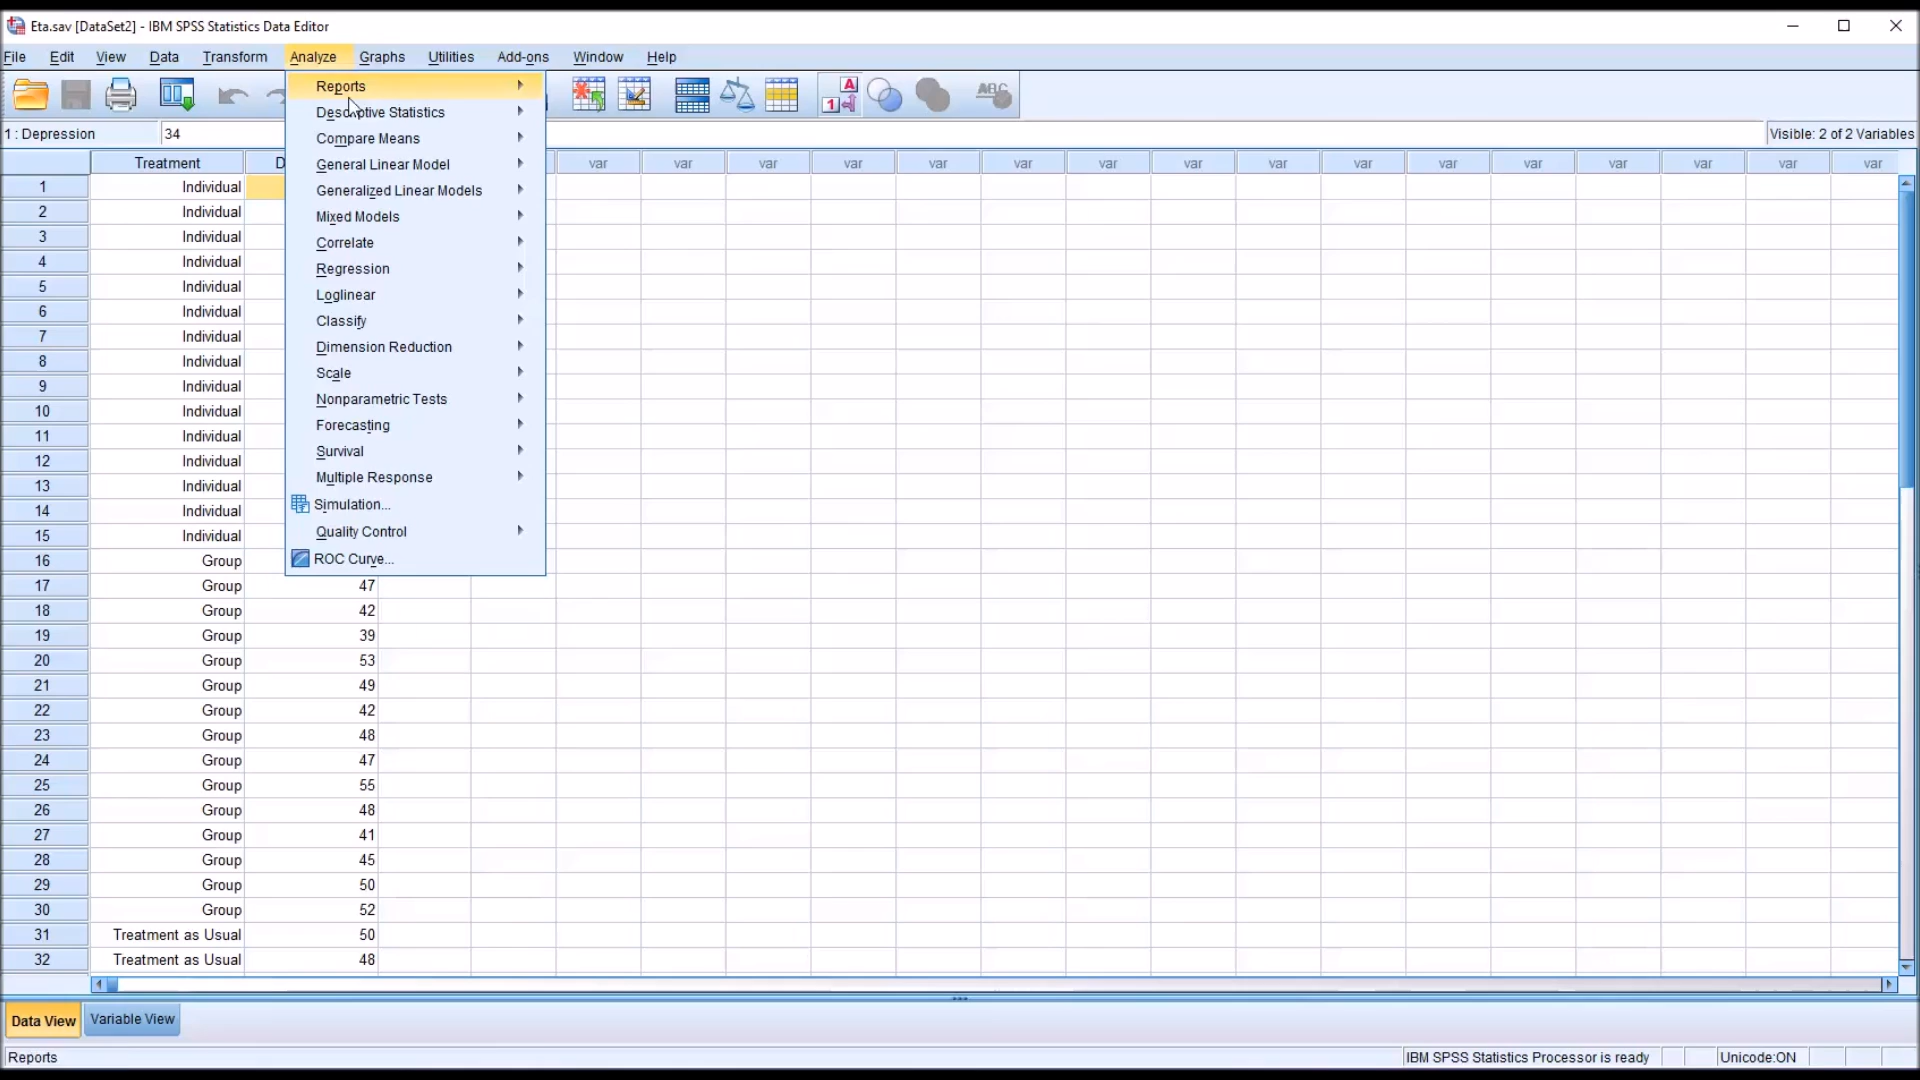 Eta.sav [DataSet2] - IBM SPSS Statistics Data Editor
File Edit View Data Transform Analyze Graphs Utilities Add-ons Window Help
1 : Depression 34 Visible: 2 of 2 Variables
Reports
Descriptive Statistics
Compare Means
General Linear Model
Generalized Linear Models
Mixed Models
Correlate
Regression
Loglinear
Classify
Dimension Reduction
Scale
Nonparametric Tests
Forecasting
Survival
Multiple Response
Simulation...
Quality Control
ROC Curve...
A
1
ABC
Treatment D var var var var var var var var var var var var var var var var
1 Individual
2 Individual
3 Individual
4 Individual
5 Individual
6 Individual
7 Individual
8 Individual
9 Individual
10 Individual
11 Individual
12 Individual
13 Individual
14 Individual
15 Individual
16 Group
17 Group 47
18 Group 42
19 Group 39
20 Group 53
21 Group 49
22 Group 42
23 Group 48
24 Group 47
25 Group 55
26 Group 48
27 Group 41
28 Group 45
29 Group 50
30 Group 52
31 Treatment as Usual 50
32 Treatment as Usual 48
Data View Variable View
Reports IBM SPSS Statistics Processor is ready Unicode:ON